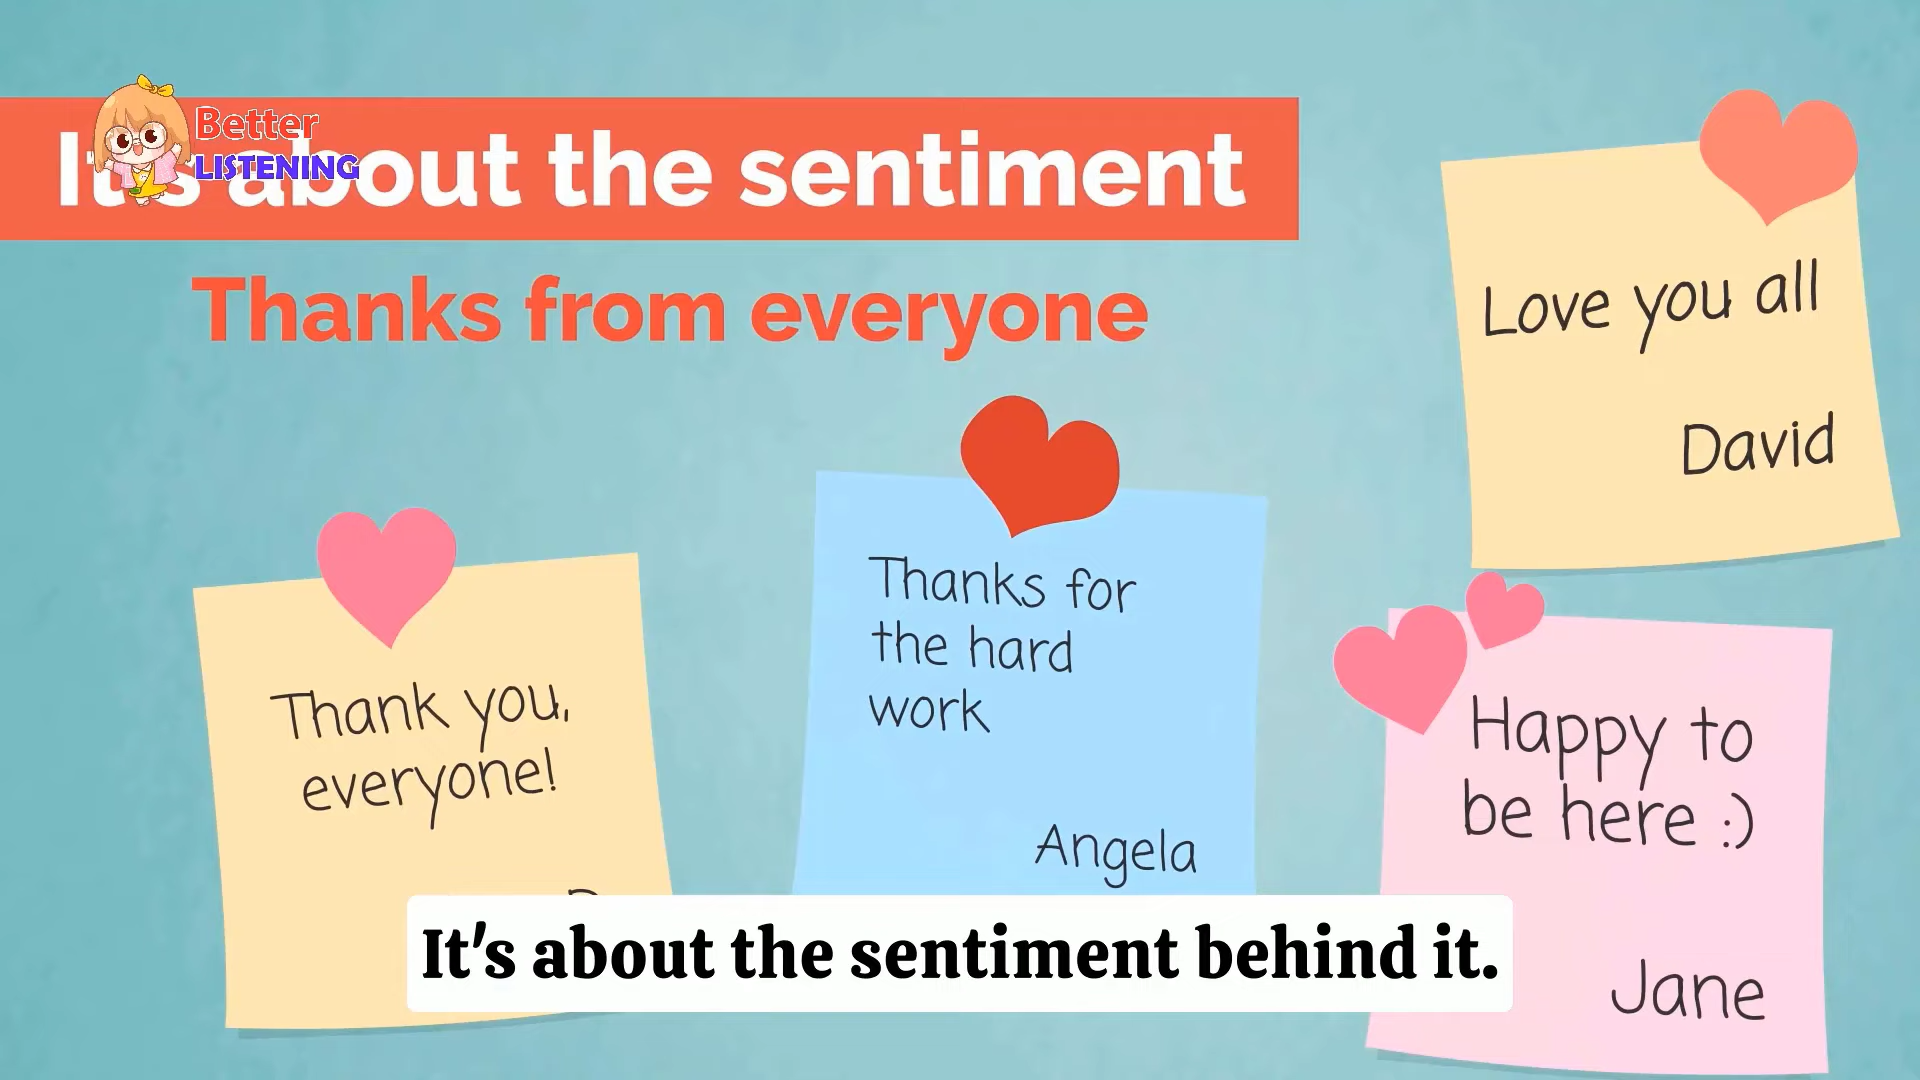 Better
LISTENING
It's about the sentiment
Thanks from everyone
Love you all
David
Thanks for
the hard
work
Angela
Thank you,
everyone!
Happy to
be here :)
Jane
It's about the sentiment behind it.